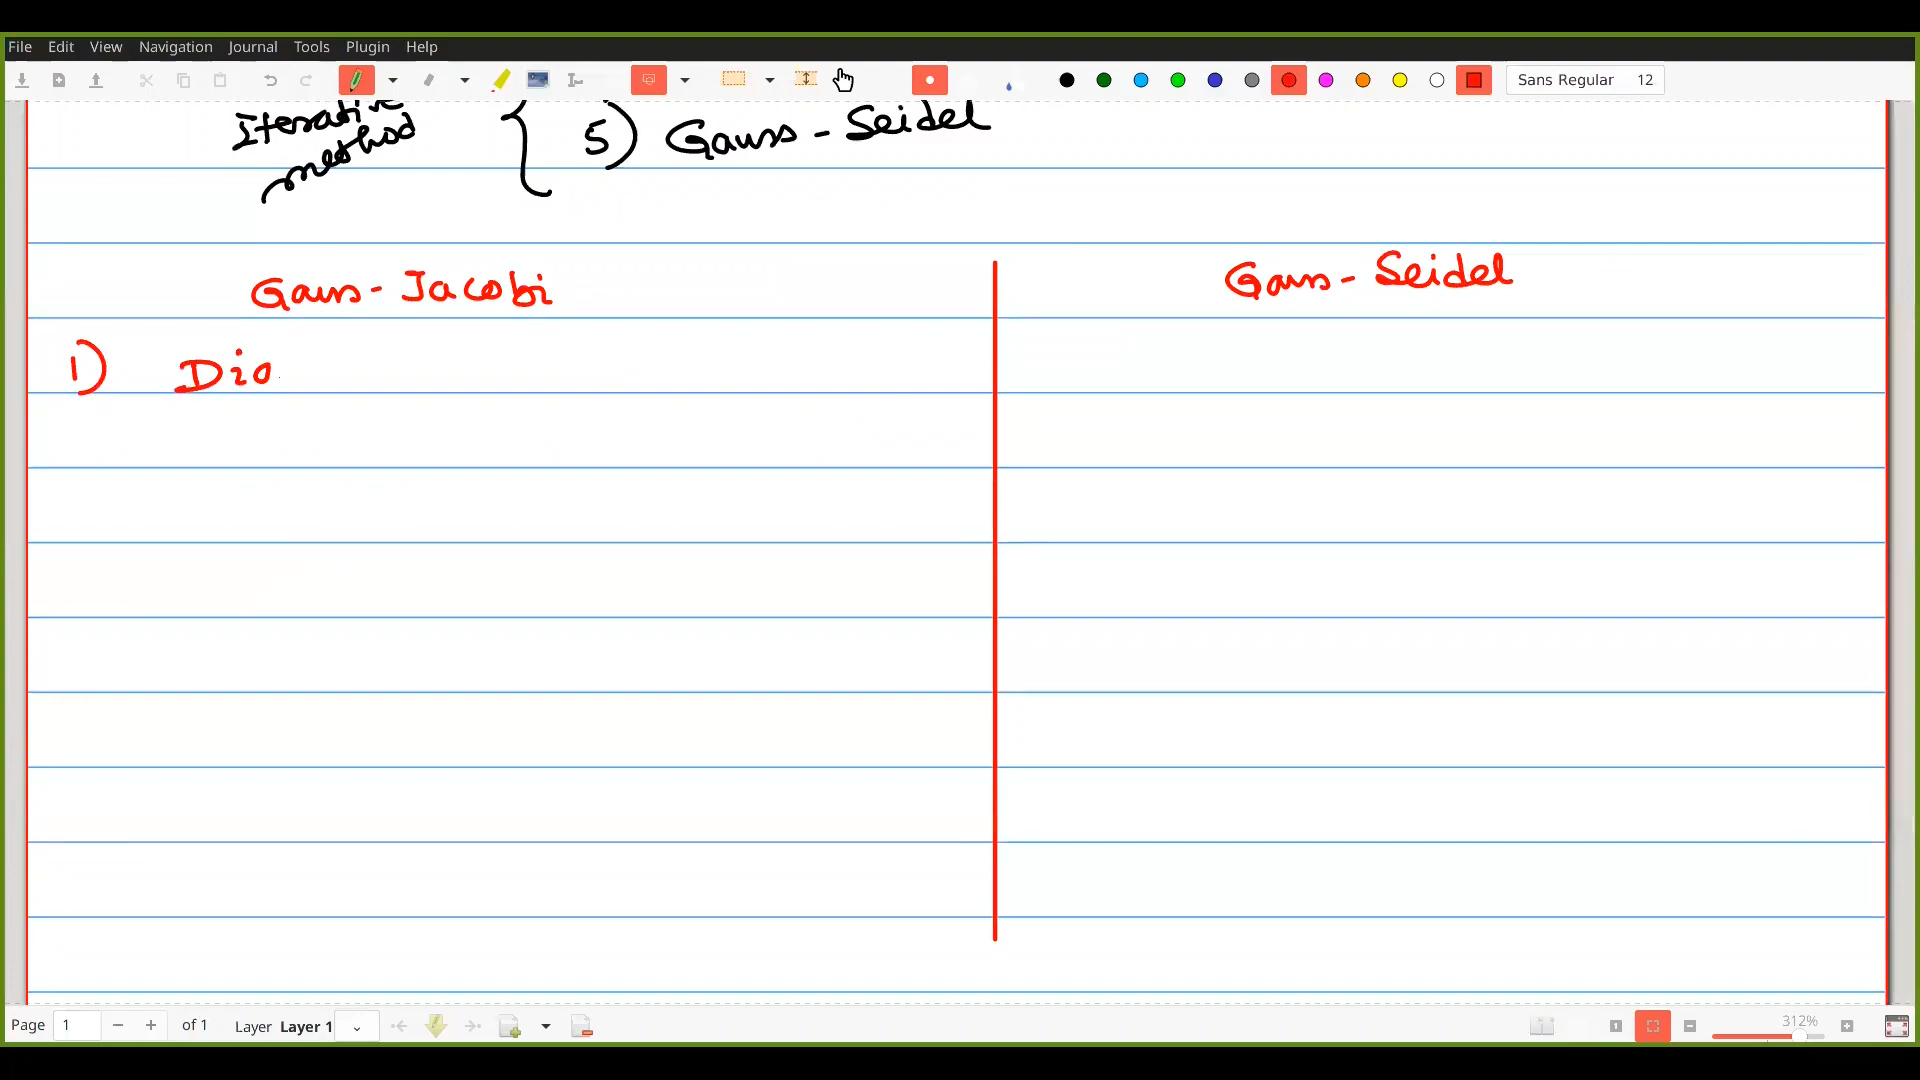 File Edit View Navigation Journal Tools Plugin Help
Sans Regular 12
Iterative
method
5) Gauss - Seidel
Gauss - Jacobi
Gauss - Seidel
1) Dia
Page 1 of 1 Layer Layer 1 312%